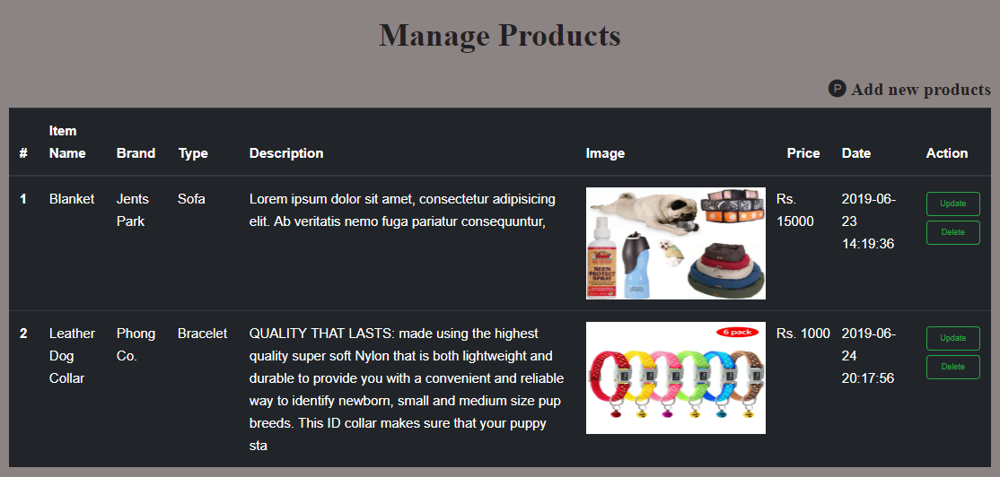 Manage Products
P Add new products
# Item Name Brand Type Description Image Price Date Action
1 Blanket Jents Park Sofa Lorem ipsum dolor sit amet, consectetur adipisicing
elit. Ab veritatis nemo fuga pariatur consequuntur,
NEEM
PROTECT
SPRAY
Rs. 15000
2019-06-
23
14:19:36
Update
Delete
2 Leather Dog Collar Phong Co. Bracelet QUALITY THAT LASTS: made using the highest
quality super soft Nylon that is both lightweight and
durable to provide you with a convenient and reliable
way to identify newborn, small and medium size pup
breeds. This ID collar makes sure that your puppy
sta
6 pack
Rs. 1000
2019-06-
24
20:17:56
Update
Delete